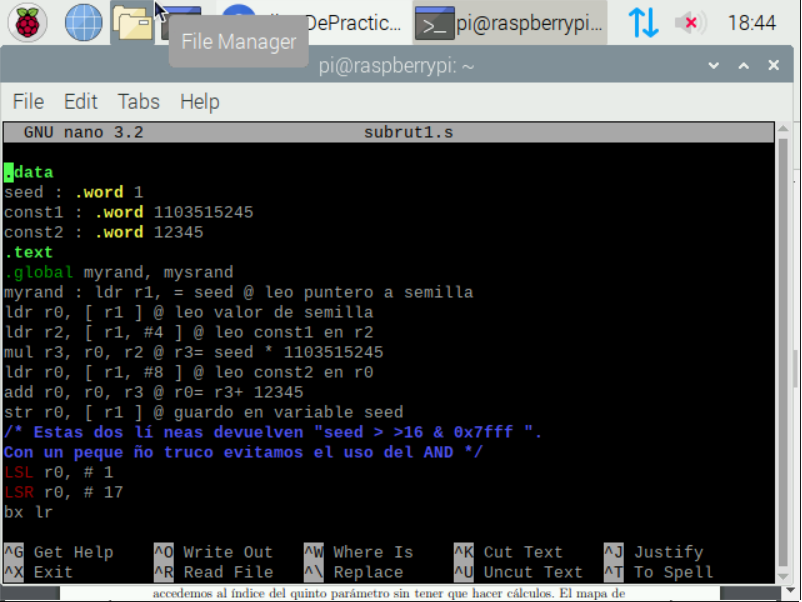 DePractic...
pi@raspberrypi...
18:44
File Manager
pi@raspberrypi: ~
File Edit Tabs Help
GNU nano 3.2 subrut1.s
.data
seed : .word 1
const1 : .word 1103515245
const2 : .word 12345
.text
.global myrand, mysrand
myrand : ldr r1, = seed @ leo puntero a semilla
ldr r0, [ r1 ] @ leo valor de semilla
ldr r2, [ r1, #4 ] @ leo const1 en r2
mul r3, r0, r2 @ r3= seed * 1103515245
ldr r0, [ r1, #8 ] @ leo const2 en r0
add r0, r0, r3 @ r0= r3+ 12345
str r0, [ r1 ] @ guardo en variable seed
/* Estas dos lí neas devuelven "seed > >16 & 0x7fff ".
Con un peque ño truco evitamos el uso del AND */
LSL r0, # 1
LSR r0, # 17
bx lr
^G Get Help ^O Write Out ^W Where Is ^K Cut Text ^J Justify
^X Exit ^R Read File ^\ Replace ^U Uncut Text ^T To Spell
accedemos al índice del quinto parámetro sin tener que hacer cálculos. El mapa de